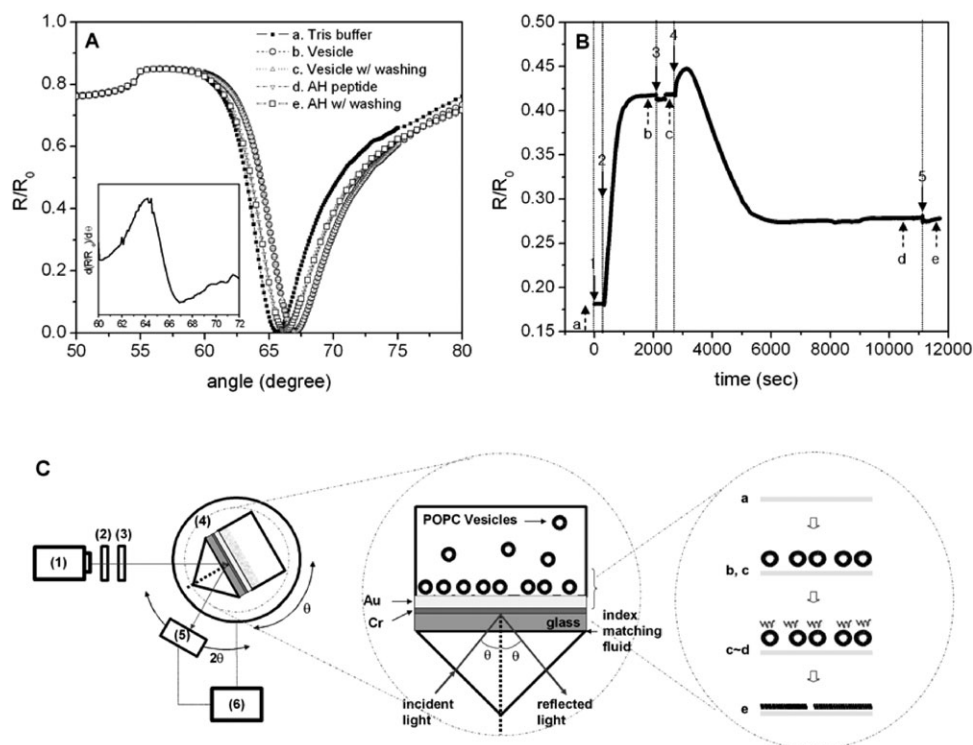 A
a. Tris buffer
b. Vesicle
c. Vesicle w/ washing
d. AH peptide
e. AH w/ washing
R/R0
0.8
0.6
0.4
0.2
0.0
50 55 60 65 70 75 80
angle (degree)
d(R/R0)/dθ
60 62 64 66 68 70 72
B
R/R0
0.50
0.45
0.40
0.35
0.30
0.25
0.20
0.15
1 2 3 4 5
a b c d e
0 2000 4000 6000 8000 10000 12000
time (sec)
C
(1) (2) (3) (4)
(5)
(6)
θ
2θ
POPC Vesicles
Au
Cr
glass
index
matching
fluid
θ θ
incident
light
reflected
light
a
b, c
c~d
e